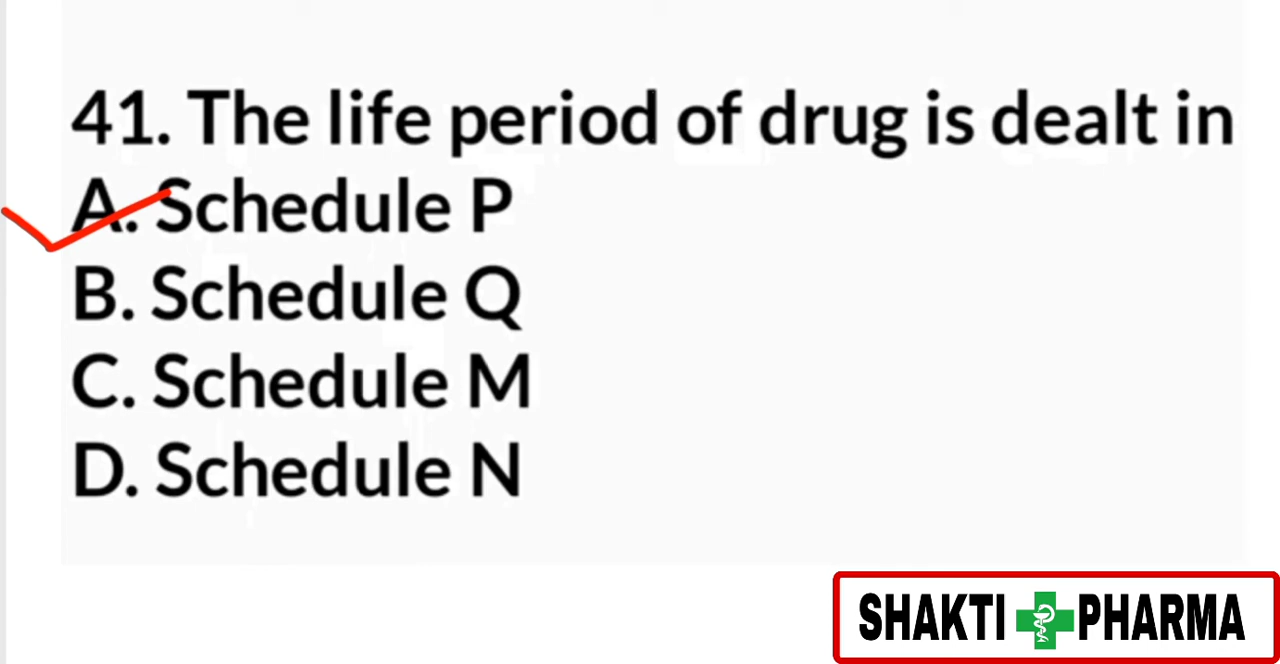 41. The life period of drug is dealt in
A. Schedule P
B. Schedule Q
C. Schedule M
D. Schedule N
SHAKTI PHARMA